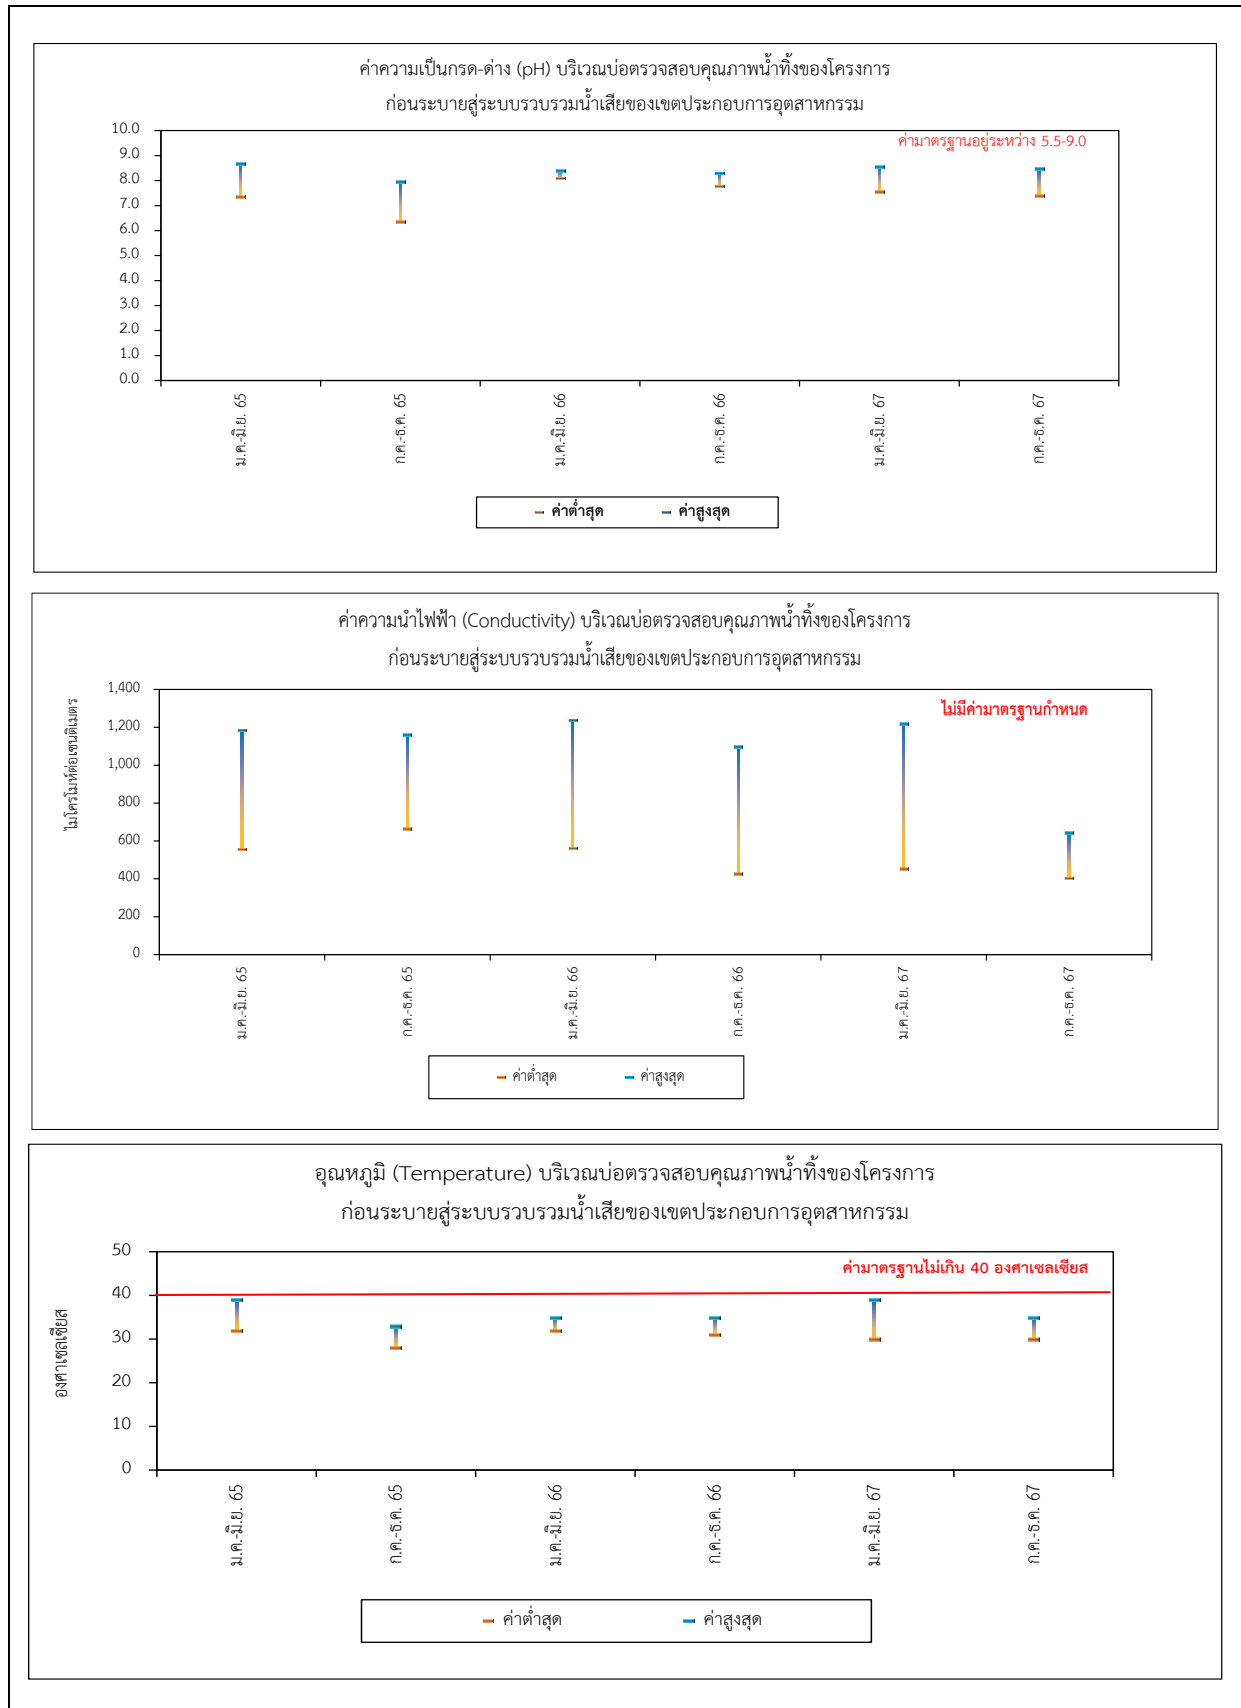 ค่าความเป็นกรด-ด่าง (pH) บริเวณบ่อตรวจสอบคุณภาพน้ำทิ้งของโครงการ
ก่อนระบายสู่ระบบรวบรวมน้ำเสียของเขตประกอบการอุตสาหกรรม
ค่ามาตรฐานอยู่ระหว่าง 5.5-9.0
10.0
9.0
8.0
7.0
6.0
5.0
4.0
3.0
2.0
1.0
0.0
ม.ค.-มิ.ย. 65
ก.ค.-ธ.ค. 65
ม.ค.-มิ.ย. 66
ก.ค.-ธ.ค. 66
ม.ค.-มิ.ย. 67
ก.ค.-ธ.ค. 67
ค่าต่ำสุด ค่าสูงสุด
ค่าความนำไฟฟ้า (Conductivity) บริเวณบ่อตรวจสอบคุณภาพน้ำทิ้งของโครงการ
ก่อนระบายสู่ระบบรวบรวมน้ำเสียของเขตประกอบการอุตสาหกรรม
ไม่มีค่ามาตรฐานกำหนด
ไมโครโมห์ต่อเซนติเมตร
1,400
1,200
1,000
800
600
400
200
0
ม.ค.-มิ.ย. 65
ก.ค.-ธ.ค. 65
ม.ค.-มิ.ย. 66
ก.ค.-ธ.ค. 66
ม.ค.-มิ.ย. 67
ก.ค.-ธ.ค. 67
ค่าต่ำสุด ค่าสูงสุด
อุณหภูมิ (Temperature) บริเวณบ่อตรวจสอบคุณภาพน้ำทิ้งของโครงการ
ก่อนระบายสู่ระบบรวบรวมน้ำเสียของเขตประกอบการอุตสาหกรรม
ค่ามาตรฐานไม่เกิน 40 องศาเซลเซียส
องศาเซลเซียส
50
40
30
20
10
0
ม.ค.-มิ.ย. 65
ก.ค.-ธ.ค. 65
ม.ค.-มิ.ย. 66
ก.ค.-ธ.ค. 66
ม.ค.-มิ.ย. 67
ก.ค.-ธ.ค. 67
ค่าต่ำสุด ค่าสูงสุด